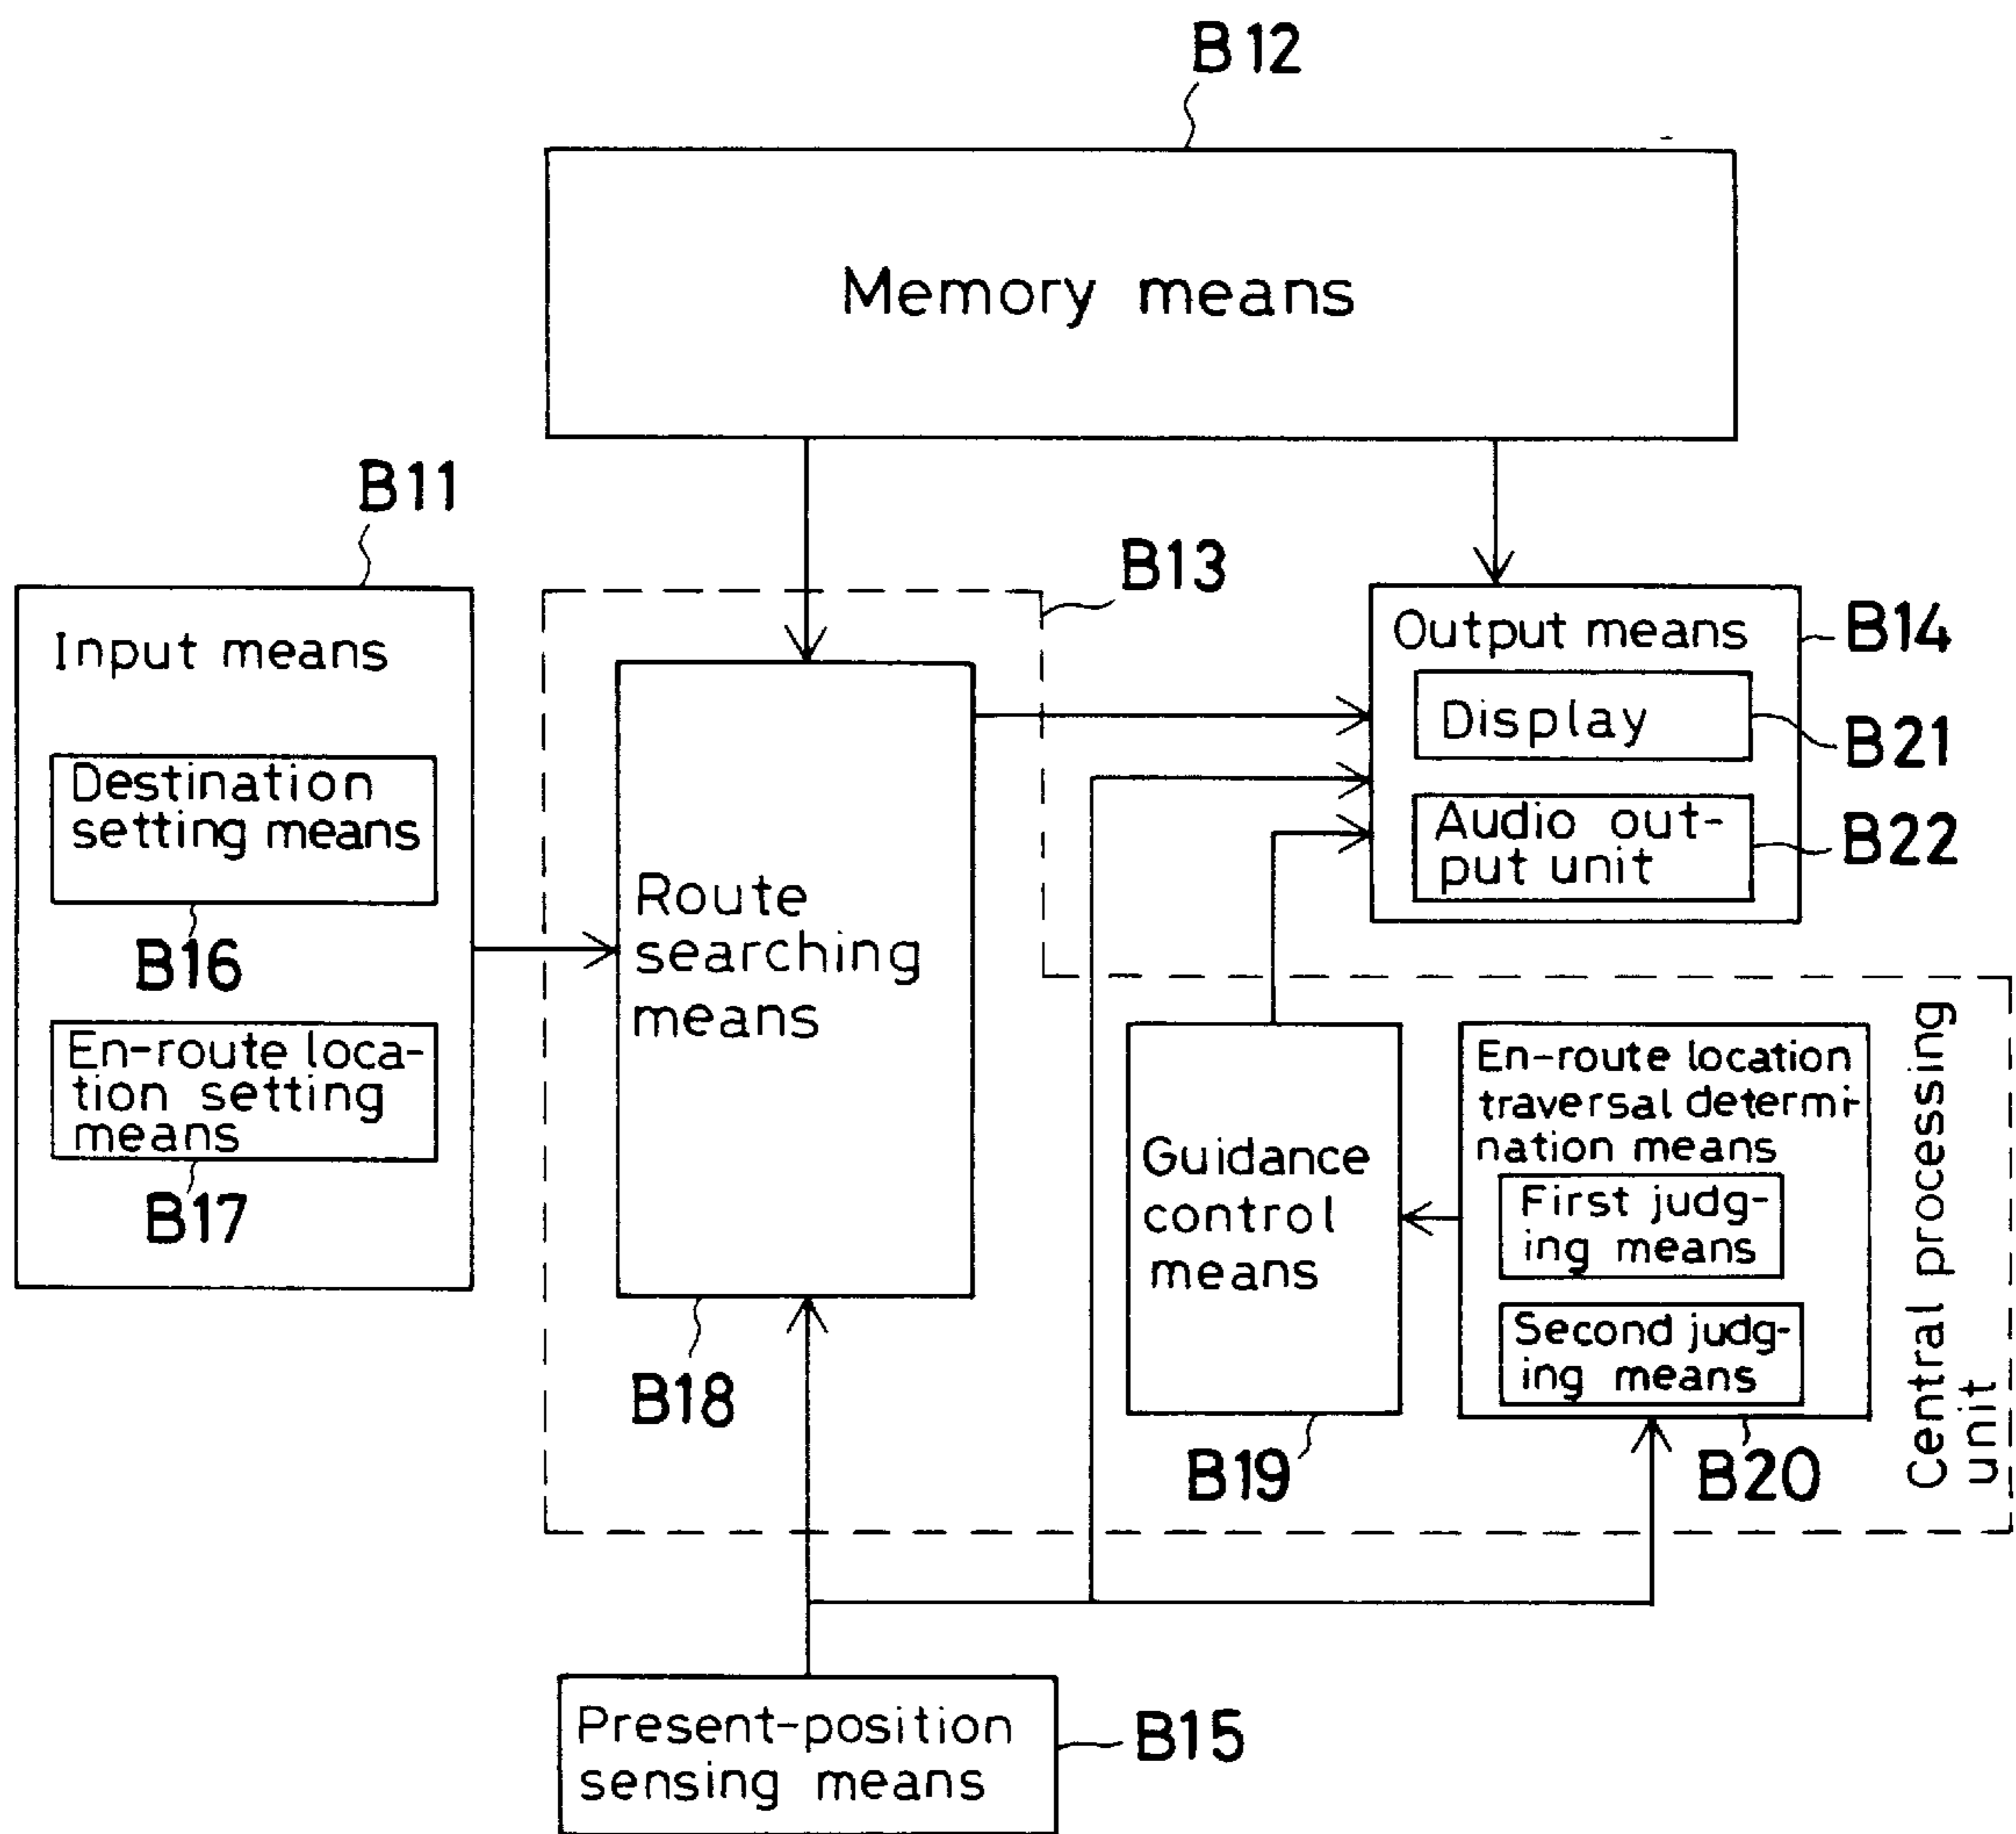 B12
Memory means
B11
B13
Input means
Destination
setting means
B16
En-route loca-
tion setting
means
B17
Route
searching
means
B18
Output means
B14
Display
B21
Audio out-
put unit
B22
Guidance
control
means
B19
En-route location
traversal determi-
nation means
First judg-
ing means
Second judg-
ing means
B20
Central processing
unit
Present-position
sensing means
B15